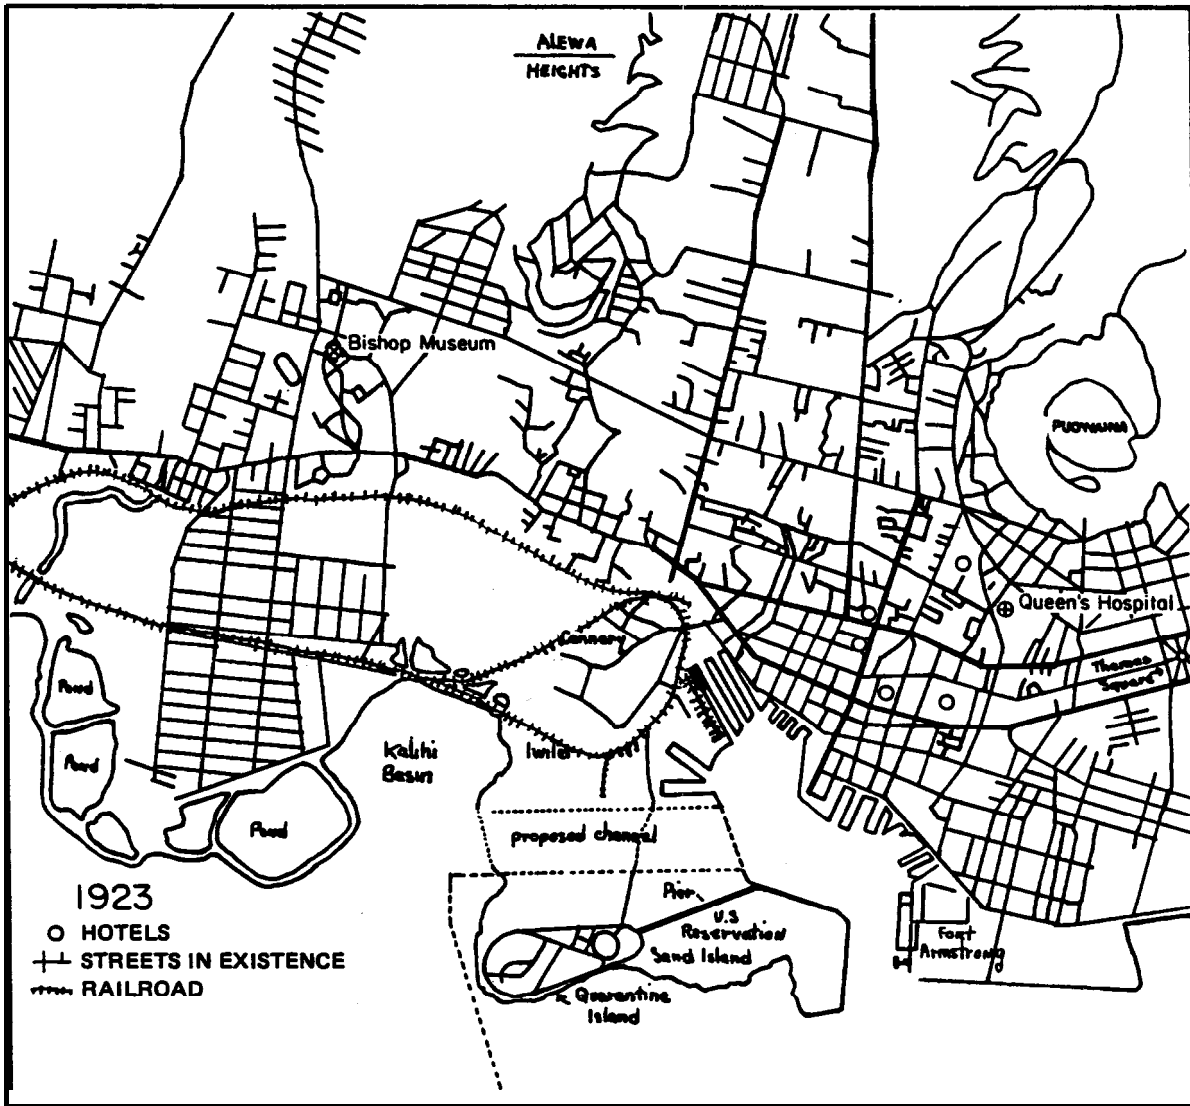 ALEWA
HEIGHTS
Bishop Museum
PUOWAINA
Queen's Hospital
Thomas
Square
Cannery
Pond
Pond
Pond
Kalihi
Basin
Iwilei
proposed channel
Pier
U.S
Reservation
Sand Island
Quarantine
Island
Fort
Armstrong
1923
HOTELS
STREETS IN EXISTENCE
RAILROAD